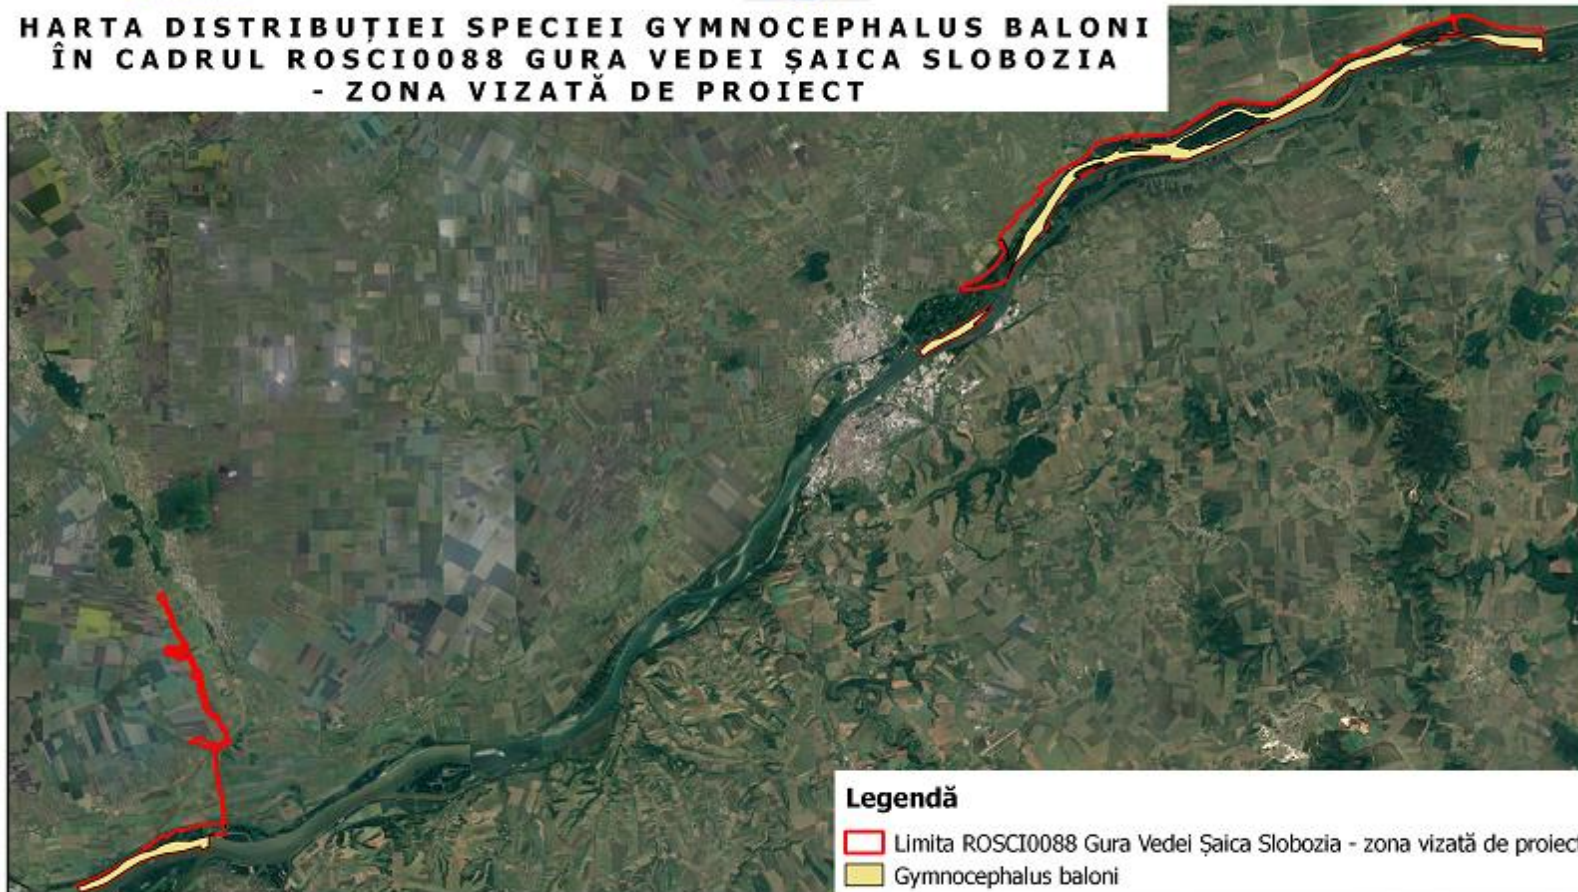 HARTA DISTRIBUȚIEI SPECIEI GYMNOCEPHALUS BALONI
ÎN CADRUL ROSCI0088 GURA VEDEI ȘAICA SLOBOZIA
- ZONA VIZATĂ DE PROIECT
Legendă
Limita ROSCI0088 Gura Vedei Șaica Slobozia - zona vizată de proiect
Gymnocephalus baloni